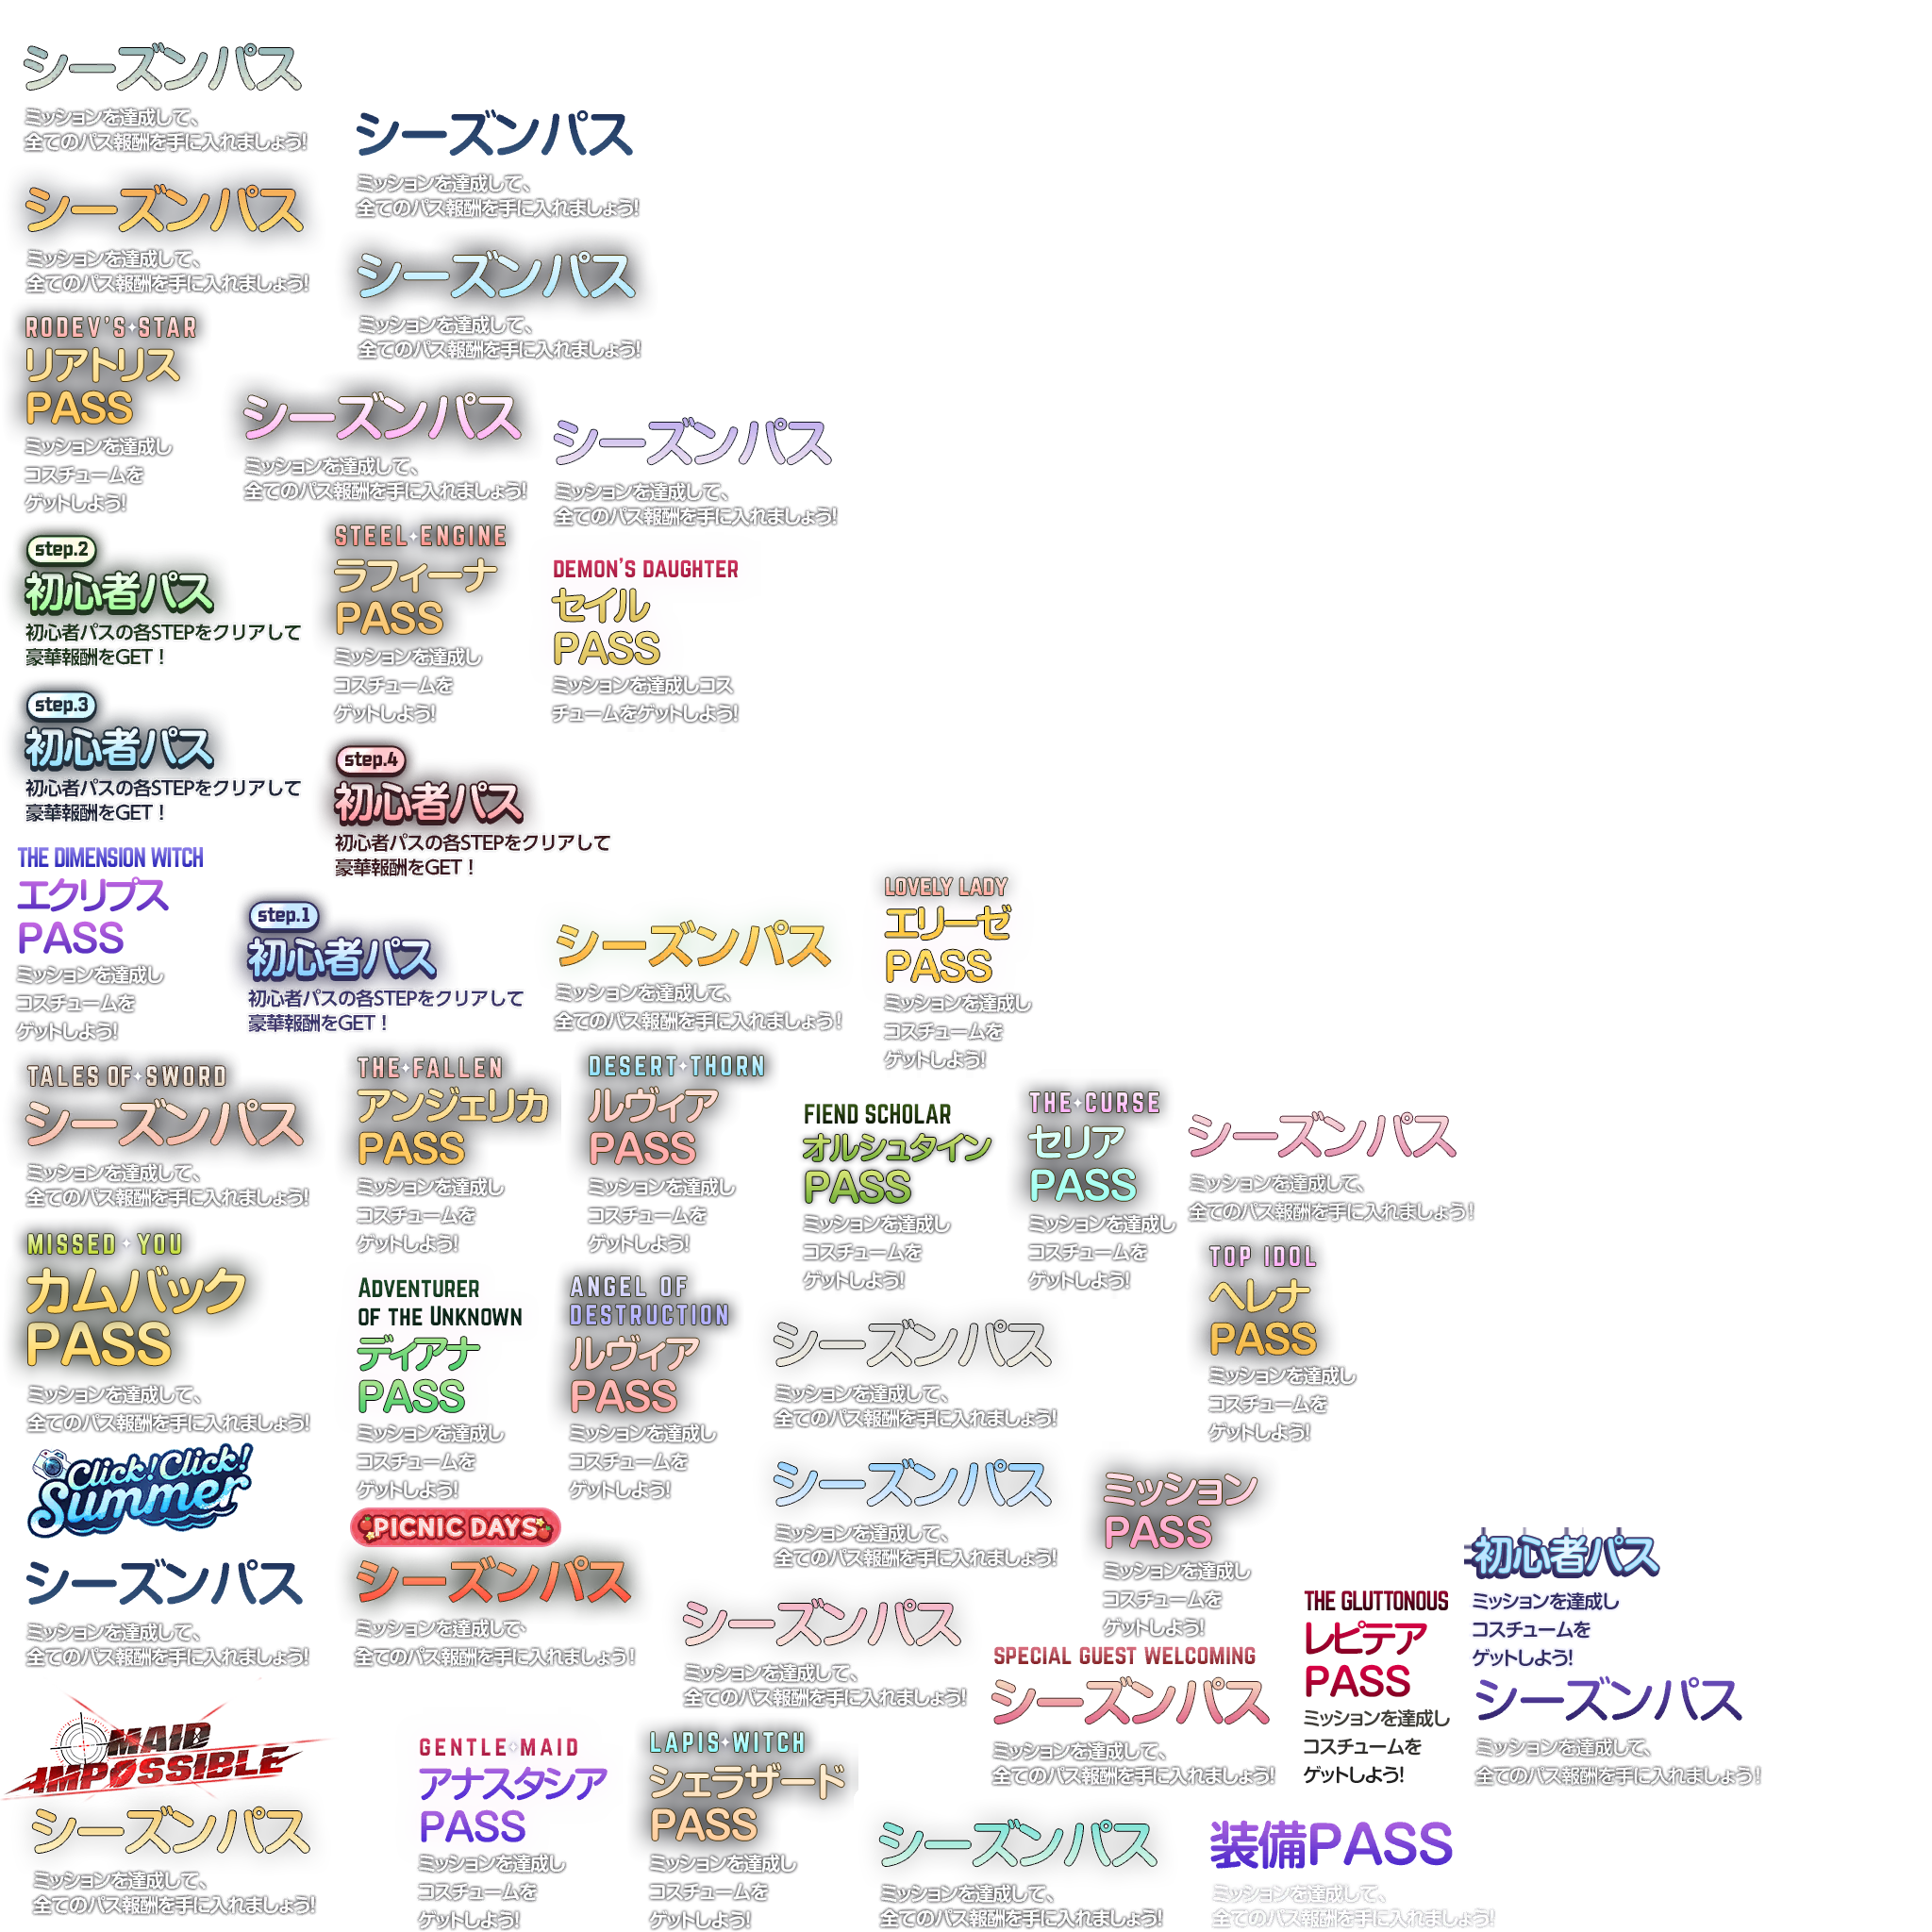 シーズンパス
ミッションを達成して、
全てのパス報酬を手に入れましょう!
シーズンパス
ミッションを達成して、
全てのパス報酬を手に入れましょう!
シーズンパス
ミッションを達成して、
全てのパス報酬を手に入れましょう!
シーズンパス
ミッションを達成して、
全てのパス報酬を手に入れましょう!
RODEV'S STAR
リアトリス
PASS
ミッションを達成し
コスチュームを
ゲットしよう!
シーズンパス
ミッションを達成して、
全てのパス報酬を手に入れましょう!
シーズンパス
ミッションを達成して、
全てのパス報酬を手に入れましょう!
step.2
初心者パス
初心者パスの各STEPをクリアして
豪華報酬をGET!
STEEL ENGINE
ラフィーナ
PASS
ミッションを達成し
コスチュームを
ゲットしよう!
DEMON'S DAUGHTER
セイル
PASS
ミッションを達成しコス
チュームをゲットしよう!
step.3
初心者パス
初心者パスの各STEPをクリアして
豪華報酬をGET!
step.4
初心者パス
初心者パスの各STEPをクリアして
豪華報酬をGET!
THE DIMENSION WITCH
エクリプス
PASS
ミッションを達成し
コスチュームを
ゲットしよう!
step.1
初心者パス
初心者パスの各STEPをクリアして
豪華報酬をGET!
シーズンパス
ミッションを達成して、
全てのパス報酬を手に入れましょう!
LOVELY LADY
エリーゼ
PASS
ミッションを達成し
コスチュームを
ゲットしよう!
TALES OF SWORD
シーズンパス
ミッションを達成して、
全てのパス報酬を手に入れましょう!
THE FALLEN
アンジェリカ
PASS
ミッションを達成し
コスチュームを
ゲットしよう!
DESERT THORN
ルヴィア
PASS
ミッションを達成し
コスチュームを
ゲットしよう!
FIEND SCHOLAR
オルシュタイン
PASS
ミッションを達成し
コスチュームを
ゲットしよう!
THE CURSE
セリア
PASS
ミッションを達成し
コスチュームを
ゲットしよう!
シーズンパス
ミッションを達成して、
全てのパス報酬を手に入れましょう!
MISSED YOU
カムバック
PASS
ミッションを達成して、
全てのパス報酬を手に入れましょう!
ADVENTURER
OF THE UNKNOWN
ディアナ
PASS
ミッションを達成し
コスチュームを
ゲットしよう!
ANGEL OF
DESTRUCTION
ルヴィア
PASS
ミッションを達成し
コスチュームを
ゲットしよう!
シーズンパス
ミッションを達成して、
全てのパス報酬を手に入れましょう!
TOP IDOL
ヘレナ
PASS
ミッションを達成し
コスチュームを
ゲットしよう!
Click!Click!
Summer
シーズンパス
ミッションを達成して、
全てのパス報酬を手に入れましょう!
PICNIC DAYS
シーズンパス
ミッションを達成して、
全てのパス報酬を手に入れましょう!
シーズンパス
ミッションを達成して、
全てのパス報酬を手に入れましょう!
ミッション
PASS
ミッションを達成し
コスチュームを
ゲットしよう!
初心者パス
ミッションを達成し
コスチュームを
ゲットしよう!
シーズンパス
ミッションを達成して、
全てのパス報酬を手に入れましょう!
SPECIAL GUEST WELCOMING
シーズンパス
ミッションを達成して、
全てのパス報酬を手に入れましょう!
THE GLUTTONOUS
レピテア
PASS
ミッションを達成し
コスチュームを
ゲットしよう!
シーズンパス
ミッションを達成して、
全てのパス報酬を手に入れましょう!
MAID
IMPOSSIBLE
シーズンパス
ミッションを達成して、
全てのパス報酬を手に入れましょう!
GENTLE MAID
アナスタシア
PASS
ミッションを達成し
コスチュームを
ゲットしよう!
LAPIS WITCH
シェラザード
PASS
ミッションを達成し
コスチュームを
ゲットしよう!
シーズンパス
ミッションを達成して、
全てのパス報酬を手に入れましょう!
装備PASS
ミッションを達成して、
全てのパス報酬を手に入れましょう!